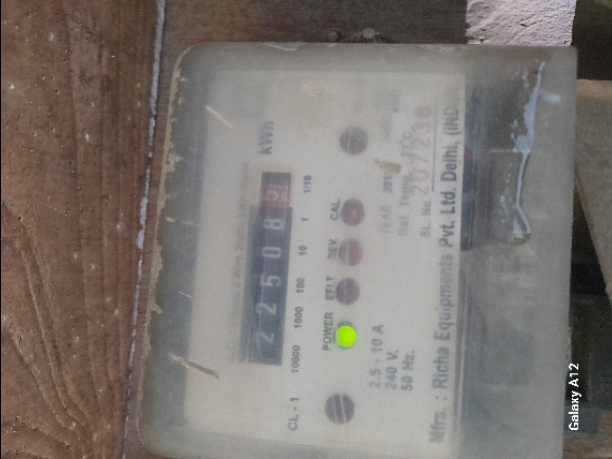 kWh
2 2 5 0 8
10000 1000 100 10 1 1/10
CL - 1
POWER EFLT REV. CAL
2.5 - 10 A
240 V.
50 Hz.
SL. No. 207238
Mfrs. : Richa Equipments Pvt. Ltd. Delhi,
Galaxy A12